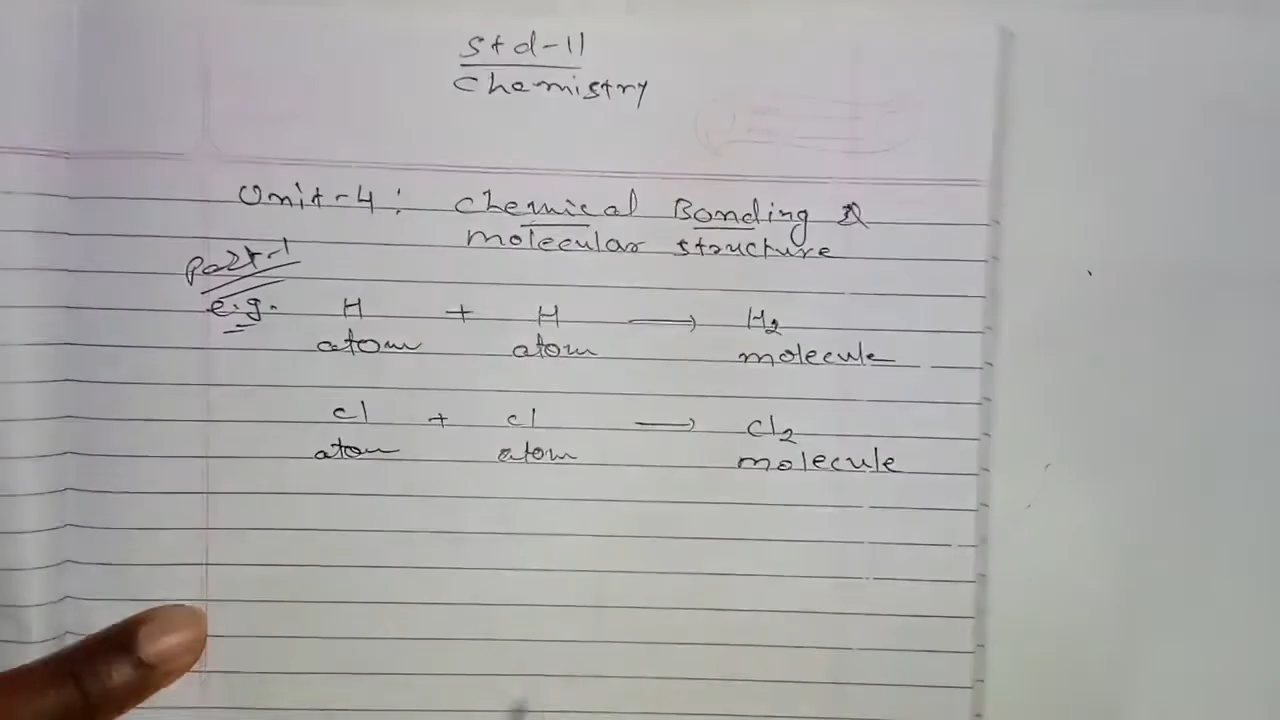 Std-11
Chemistry
Unit-4: Chemical Bonding &
molecular structure
Part-1
e.g. H + H → H2
atom atom molecule
Cl + Cl → Cl2
atom atom molecule